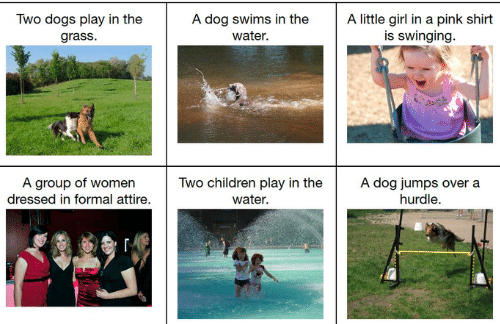 Two dogs play in the
grass.
A dog swims in the
water.
A little girl in a pink shirt
is swinging.
A group of women
dressed in formal attire.
Two children play in the
water.
A dog jumps over a
hurdle.